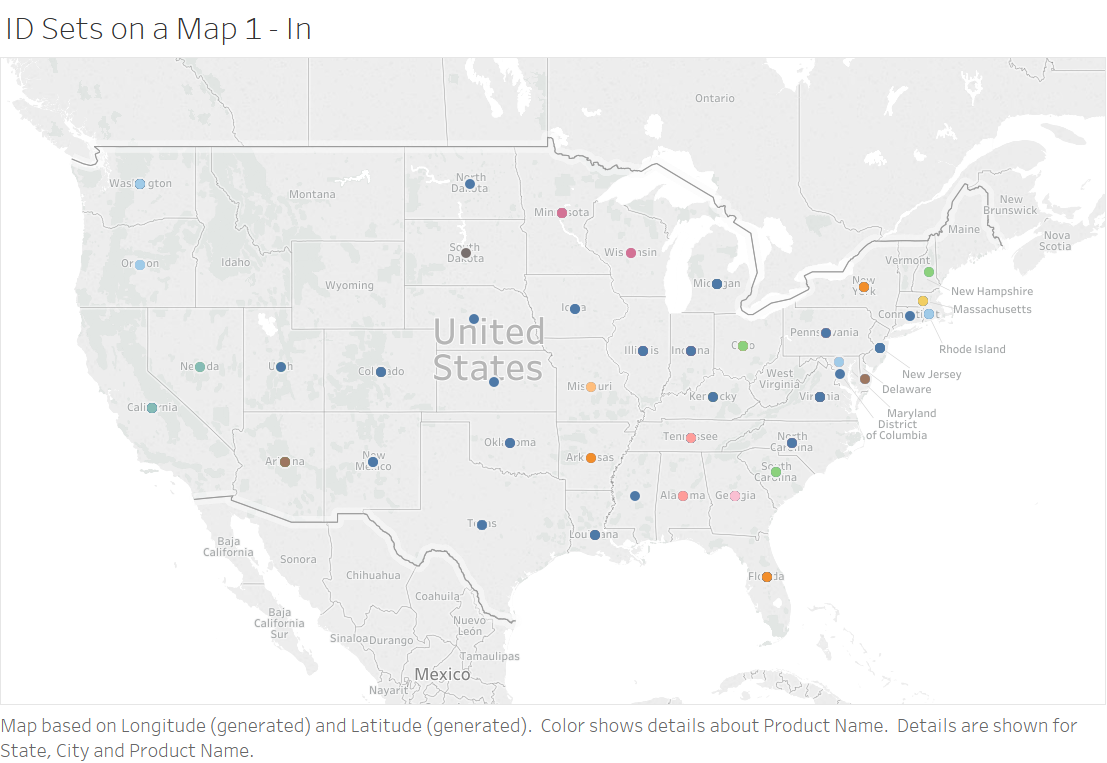 ID Sets on a Map 1 - In
Ontario
Washington
Montana
North
Dakota
Minnesota
New
Brunswick
Maine
Nova
Scotia
South
Dakota
Wisconsin
Vermont
Oregon
Idaho
Wyoming
Michigan
New
York
New Hampshire
Massachusetts
Iowa
Connecticut
United
States
Pennsylvania
Rhode Island
Illinois
Indiana
Ohio
Nevada
Utah
Colorado
West
Virginia
New Jersey
Delaware
Missouri
Kentucky
Virginia
California
Maryland
District
of Columbia
Tennessee
North
Carolina
Oklahoma
Arkansas
Arizona
New
Mexico
South
Carolina
Alabama
Georgia
Texas
Louisiana
Baja
California
Sonora
Florida
Chihuahua
Coahuila
Baja
California
Sur
Nuevo
León
Sinaloa
Durango
Tamaulipas
Mexico
Nayarit
Map based on Longitude (generated) and Latitude (generated).  Color shows details about Product Name.  Details are shown for
State, City and Product Name.